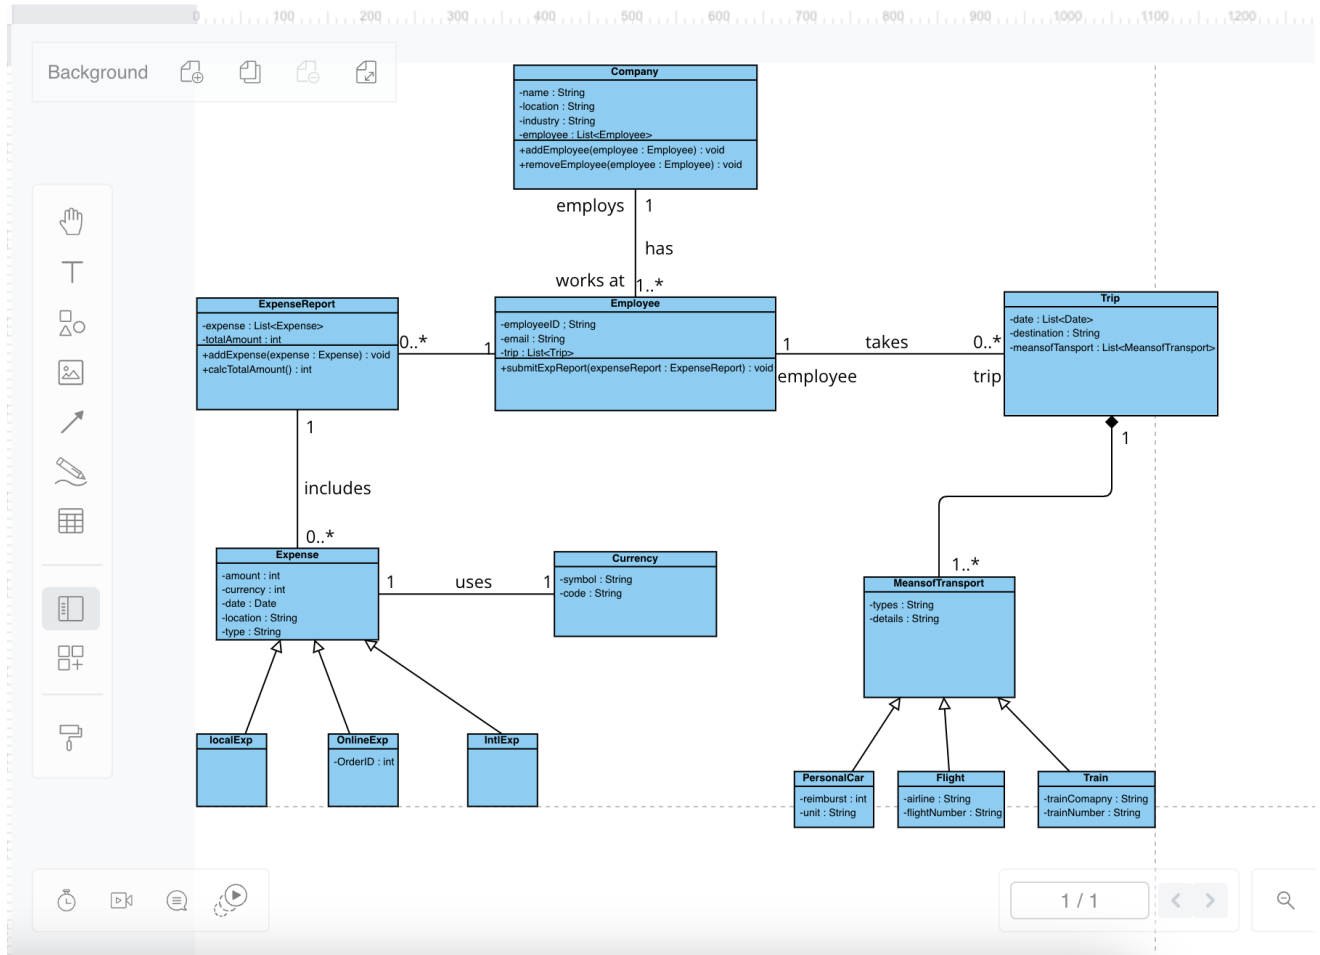 0 100 200 300 400 500 600 700 800 900 1000 1100 1200
Background
Company
-name : String
-location : String
-industry : String
-employee : List<Employee>
+addEmployee(employee : Employee) : void
+removeEmployee(employee : Employee) : void
employs 1
has
works at 1..*
ExpenseReport
-expense : List<Expense>
-totalAmount : int
+addExpense(expense : Expense) : void
+calcTotalAmount() : int
0..* 1
Employee
-employeeID ; String
-email : String
-trip : List<Trip>
+submitExpReport(expenseReport : ExpenseReport) : void
1 takes 0..*
employee trip
Trip
-date : List<Date>
-destination : String
-meansofTansport : List<MeansofTransport>
1
includes
0..*
1
1..*
Expense
-amount : int
-currency : int
-date : Date
-location : String
-type : String
1 uses 1
Currency
-symbol : String
-code : String
MeansofTransport
-types : String
-details : String
localExp
OnlineExp
-OrderID : int
IntlExp
PersonalCar
-reimburst : int
-unit : String
Flight
-airline : String
-flightNumber : String
Train
-trainComapny : String
-trainNumber : String
1 / 1